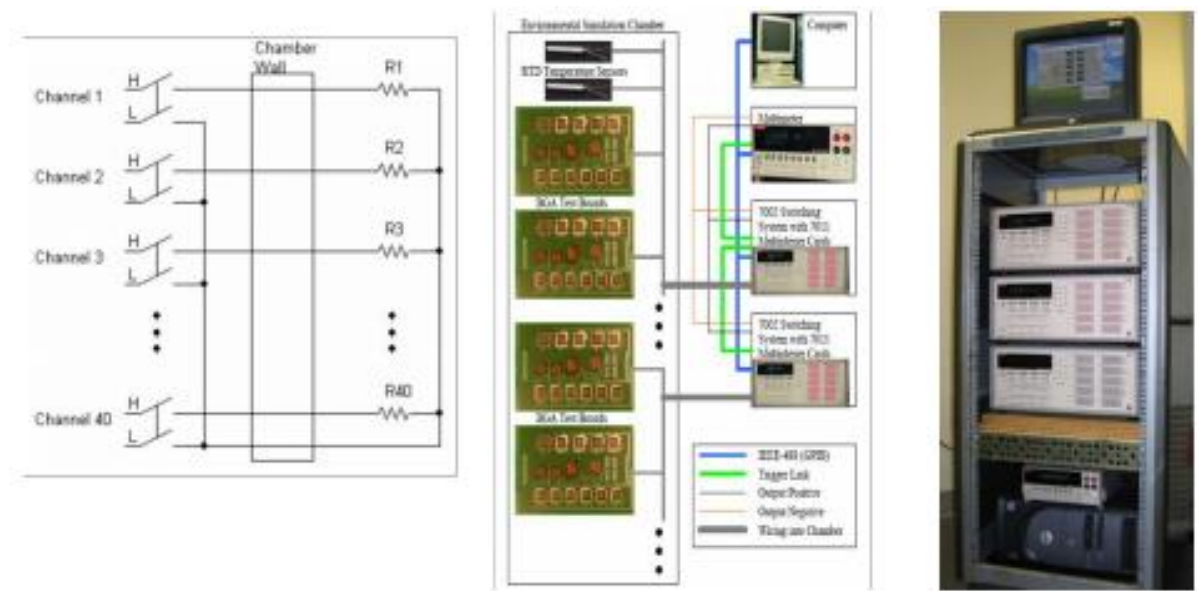 Chamber
Wall
R1
H
Channel 1
L
R2
H
Channel 2
L
R3
H
Channel 3
L
R40
H
Channel 40
L
Environmental Simulation Chamber
RTD Temperature Sensors
BGA Test Boards
BGA Test Boards
Computer
Multimeter
7002 Switching
System with 7011
Multiplexer Cards
7002 Switching
System with 7011
Multiplexer Cards
IEEE-488 (GPIB)
Trigger Link
Output Positive
Output Negative
Wiring into Chamber